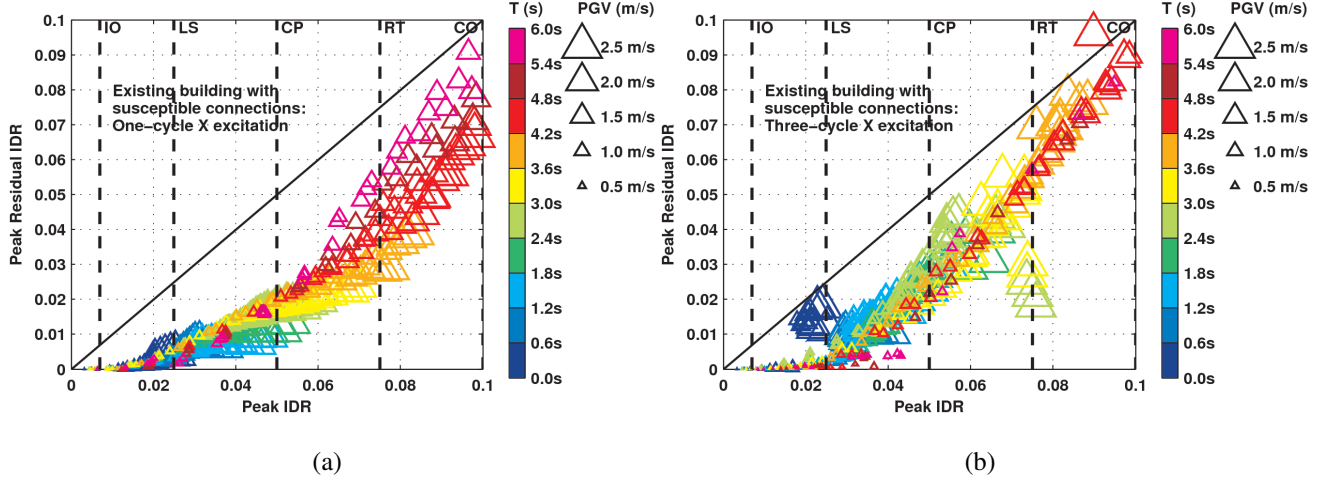 T (s)
PGV (m/s)
IO
LS
CP
RT
CO
Existing building with
susceptible connections:
One−cycle X excitation
Peak Residual IDR
0.1
0.09
0.08
0.07
0.06
0.05
0.04
0.03
0.02
0.01
0
0
0.02
0.04
0.06
0.08
0.1
Peak IDR
6.0s
5.4s
4.8s
4.2s
3.6s
3.0s
2.4s
1.8s
1.2s
0.6s
0.0s
2.5 m/s
2.0 m/s
1.5 m/s
1.0 m/s
0.5 m/s
(a)
T (s)
PGV (m/s)
IO
LS
CP
RT
CO
Existing building with
susceptible connections:
Three−cycle X excitation
Peak Residual IDR
0.1
0.09
0.08
0.07
0.06
0.05
0.04
0.03
0.02
0.01
0
0
0.02
0.04
0.06
0.08
0.1
Peak IDR
6.0s
5.4s
4.8s
4.2s
3.6s
3.0s
2.4s
1.8s
1.2s
0.6s
0.0s
2.5 m/s
2.0 m/s
1.5 m/s
1.0 m/s
0.5 m/s
(b)